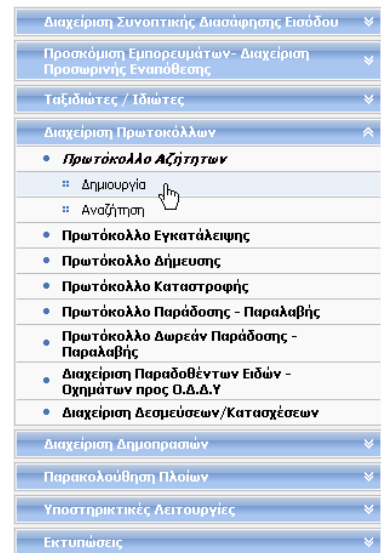 Διαχείριση Συνοπτικής Διασάφησης Εισόδου
Προσκόμιση Εμπορευμάτων- Διαχείριση
Προσωρινής Εναπόθεσης
Ταξιδιώτες / Ιδιώτες
Διαχείριση Πρωτοκόλλων
Πρωτόκολλο Αζήτητων
Δημιουργία
Αναζήτηση
Πρωτόκολλο Εγκατάλειψης
Πρωτόκολλο Δήμευσης
Πρωτόκολλο Καταστροφής
Πρωτόκολλο Παράδοσης - Παραλαβής
Πρωτόκολλο Δωρεάν Παράδοσης -
Παραλαβής
Διαχείριση Παραδοθέντων Ειδών -
Οχημάτων προς Ο.Δ.Δ.Υ
Διαχείριση Δεσμεύσεων/Κατασχέσεων
Διαχείριση Δημοπρασιών
Παρακολούθηση Πλοίων
Υποστηρικτικές Λειτουργίες
Εκτυπώσεις